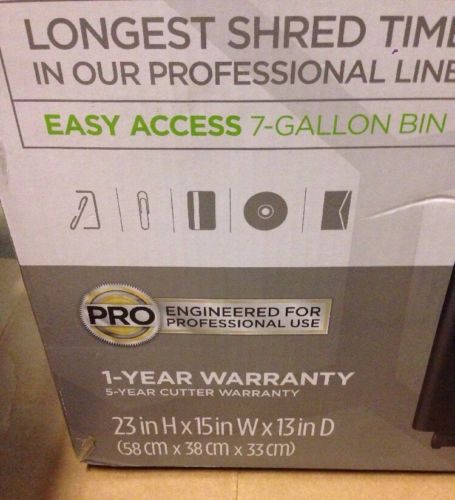 LONGEST SHRED TIME
IN OUR PROFESSIONAL LINE
EASY ACCESS 7-GALLON BIN
PRO
ENGINEERED FOR
PROFESSIONAL USE
1-YEAR WARRANTY
5-YEAR CUTTER WARRANTY
23 in H x 15 in W x 13 in D
(58 cm x 38 cm x 33 cm)